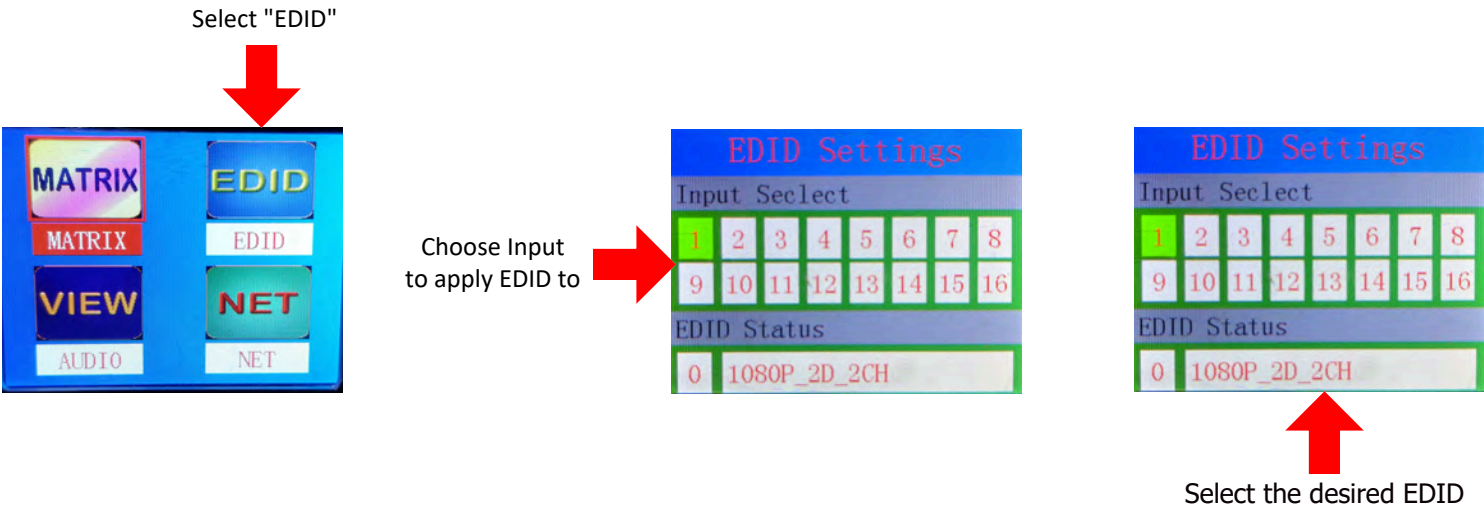 Select "EDID"
MATRIX
EDID
MATRIX
EDID
VIEW
NET
AUDIO
NET
Choose Input
to apply EDID to
EDID Settings
Input Seclect
1 2 3 4 5 6 7 8
9 10 11 12 13 14 15 16
EDID Status
0 1080P_2D_2CH
EDID Settings
Input Seclect
1 2 3 4 5 6 7 8
9 10 11 12 13 14 15 16
EDID Status
0 1080P_2D_2CH
Select the desired EDID